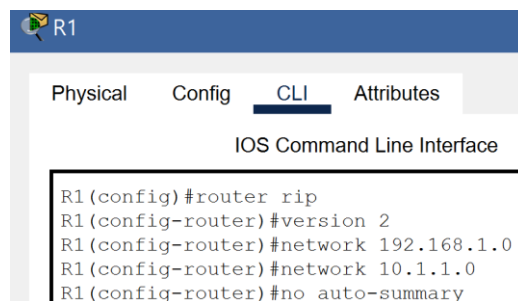 R1
Physical Config CLI Attributes
IOS Command Line Interface
R1(config)#router rip
R1(config-router)#version 2
R1(config-router)#network 192.168.1.0
R1(config-router)#network 10.1.1.0
R1(config-router)#no auto-summary